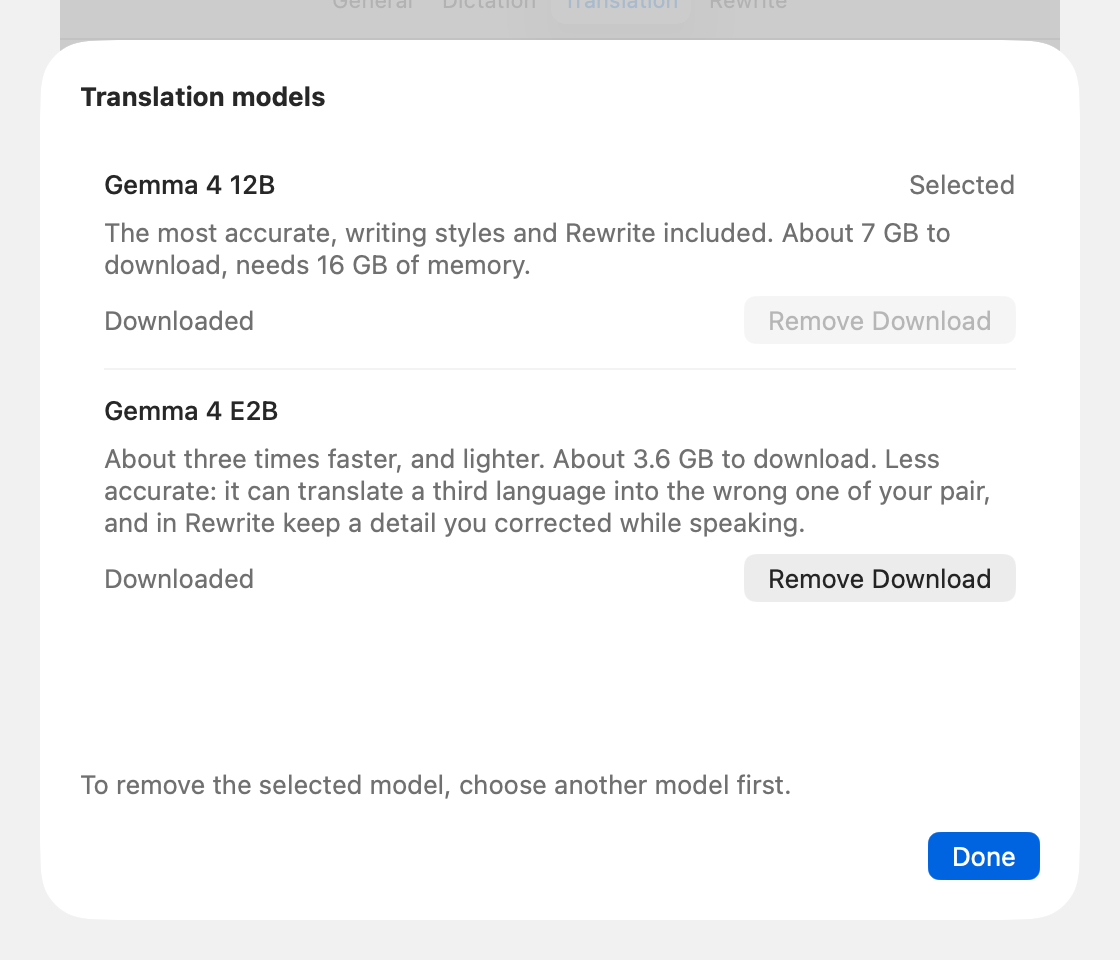 General Dictation Translation Rewrite
Translation models
Gemma 4 12B
Selected
The most accurate, writing styles and Rewrite included. About 7 GB to
download, needs 16 GB of memory.
Downloaded
Remove Download
Gemma 4 E2B
About three times faster, and lighter. About 3.6 GB to download. Less
accurate: it can translate a third language into the wrong one of your pair,
and in Rewrite keep a detail you corrected while speaking.
Downloaded
Remove Download
To remove the selected model, choose another model first.
Done